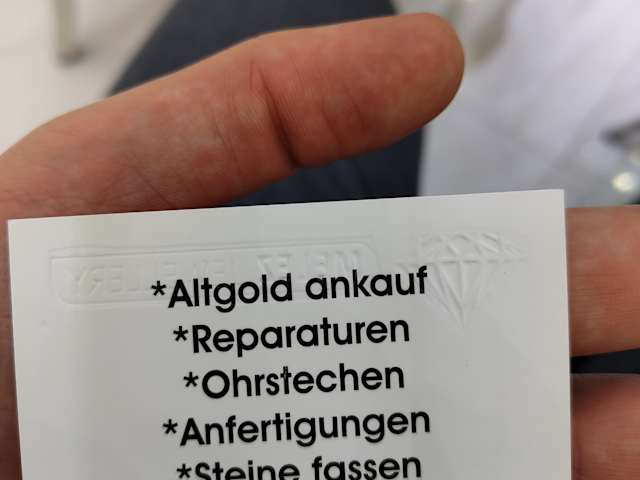 *Altgold ankauf
*Reparaturen
*Ohrstechen
*Anfertigungen
*Steine fassen